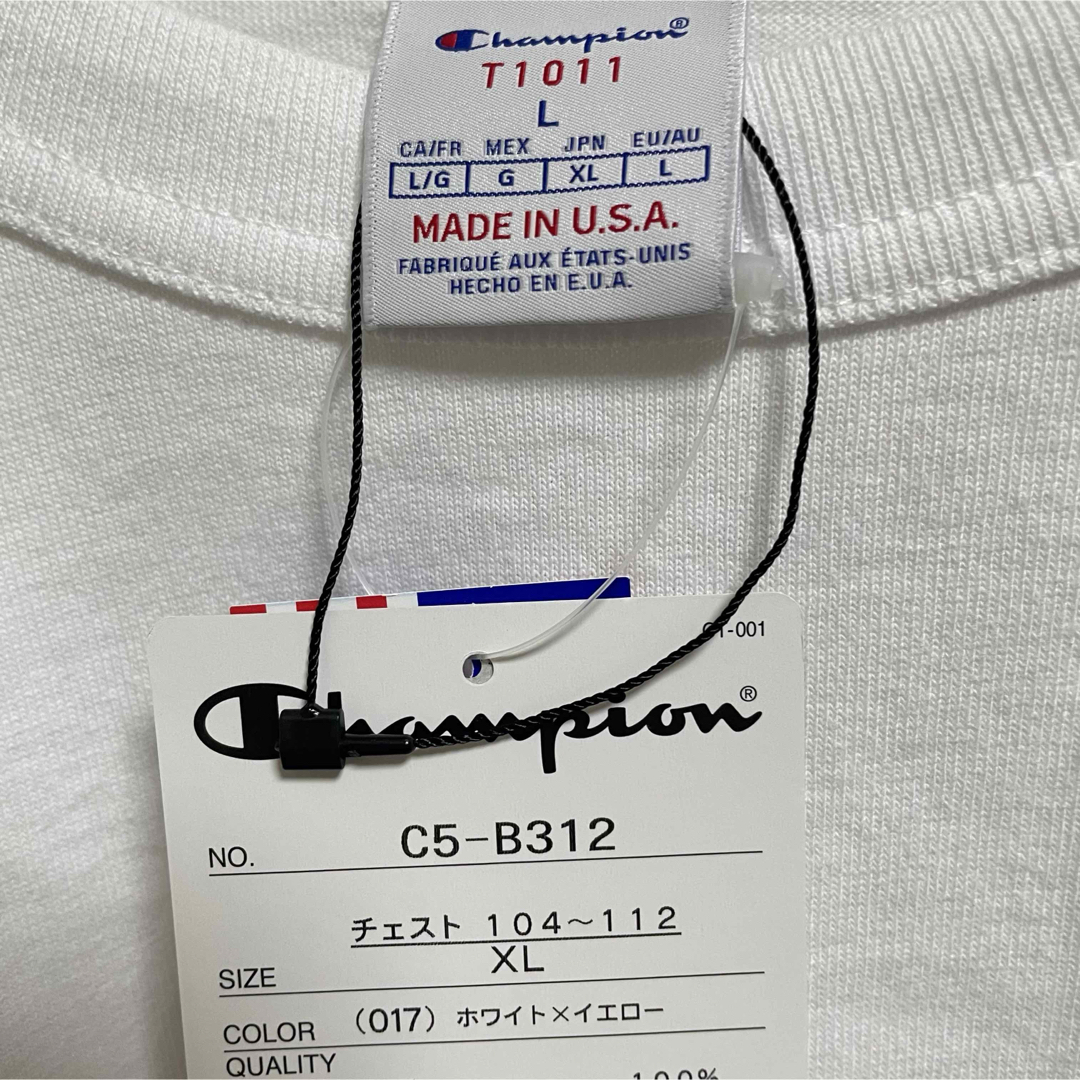 Champion®
T1011
L
CA/FR MEX JPN EU/AU
L/G G XL L
MADE IN U.S.A.
FABRIQUÉ AUX ÉTATS-UNIS
HECHO EN E.U.A.
Champion®
NO. C5-B312
チェスト 104~112
SIZE XL
COLOR (017) ホワイト×イエロー
QUALITY
100%